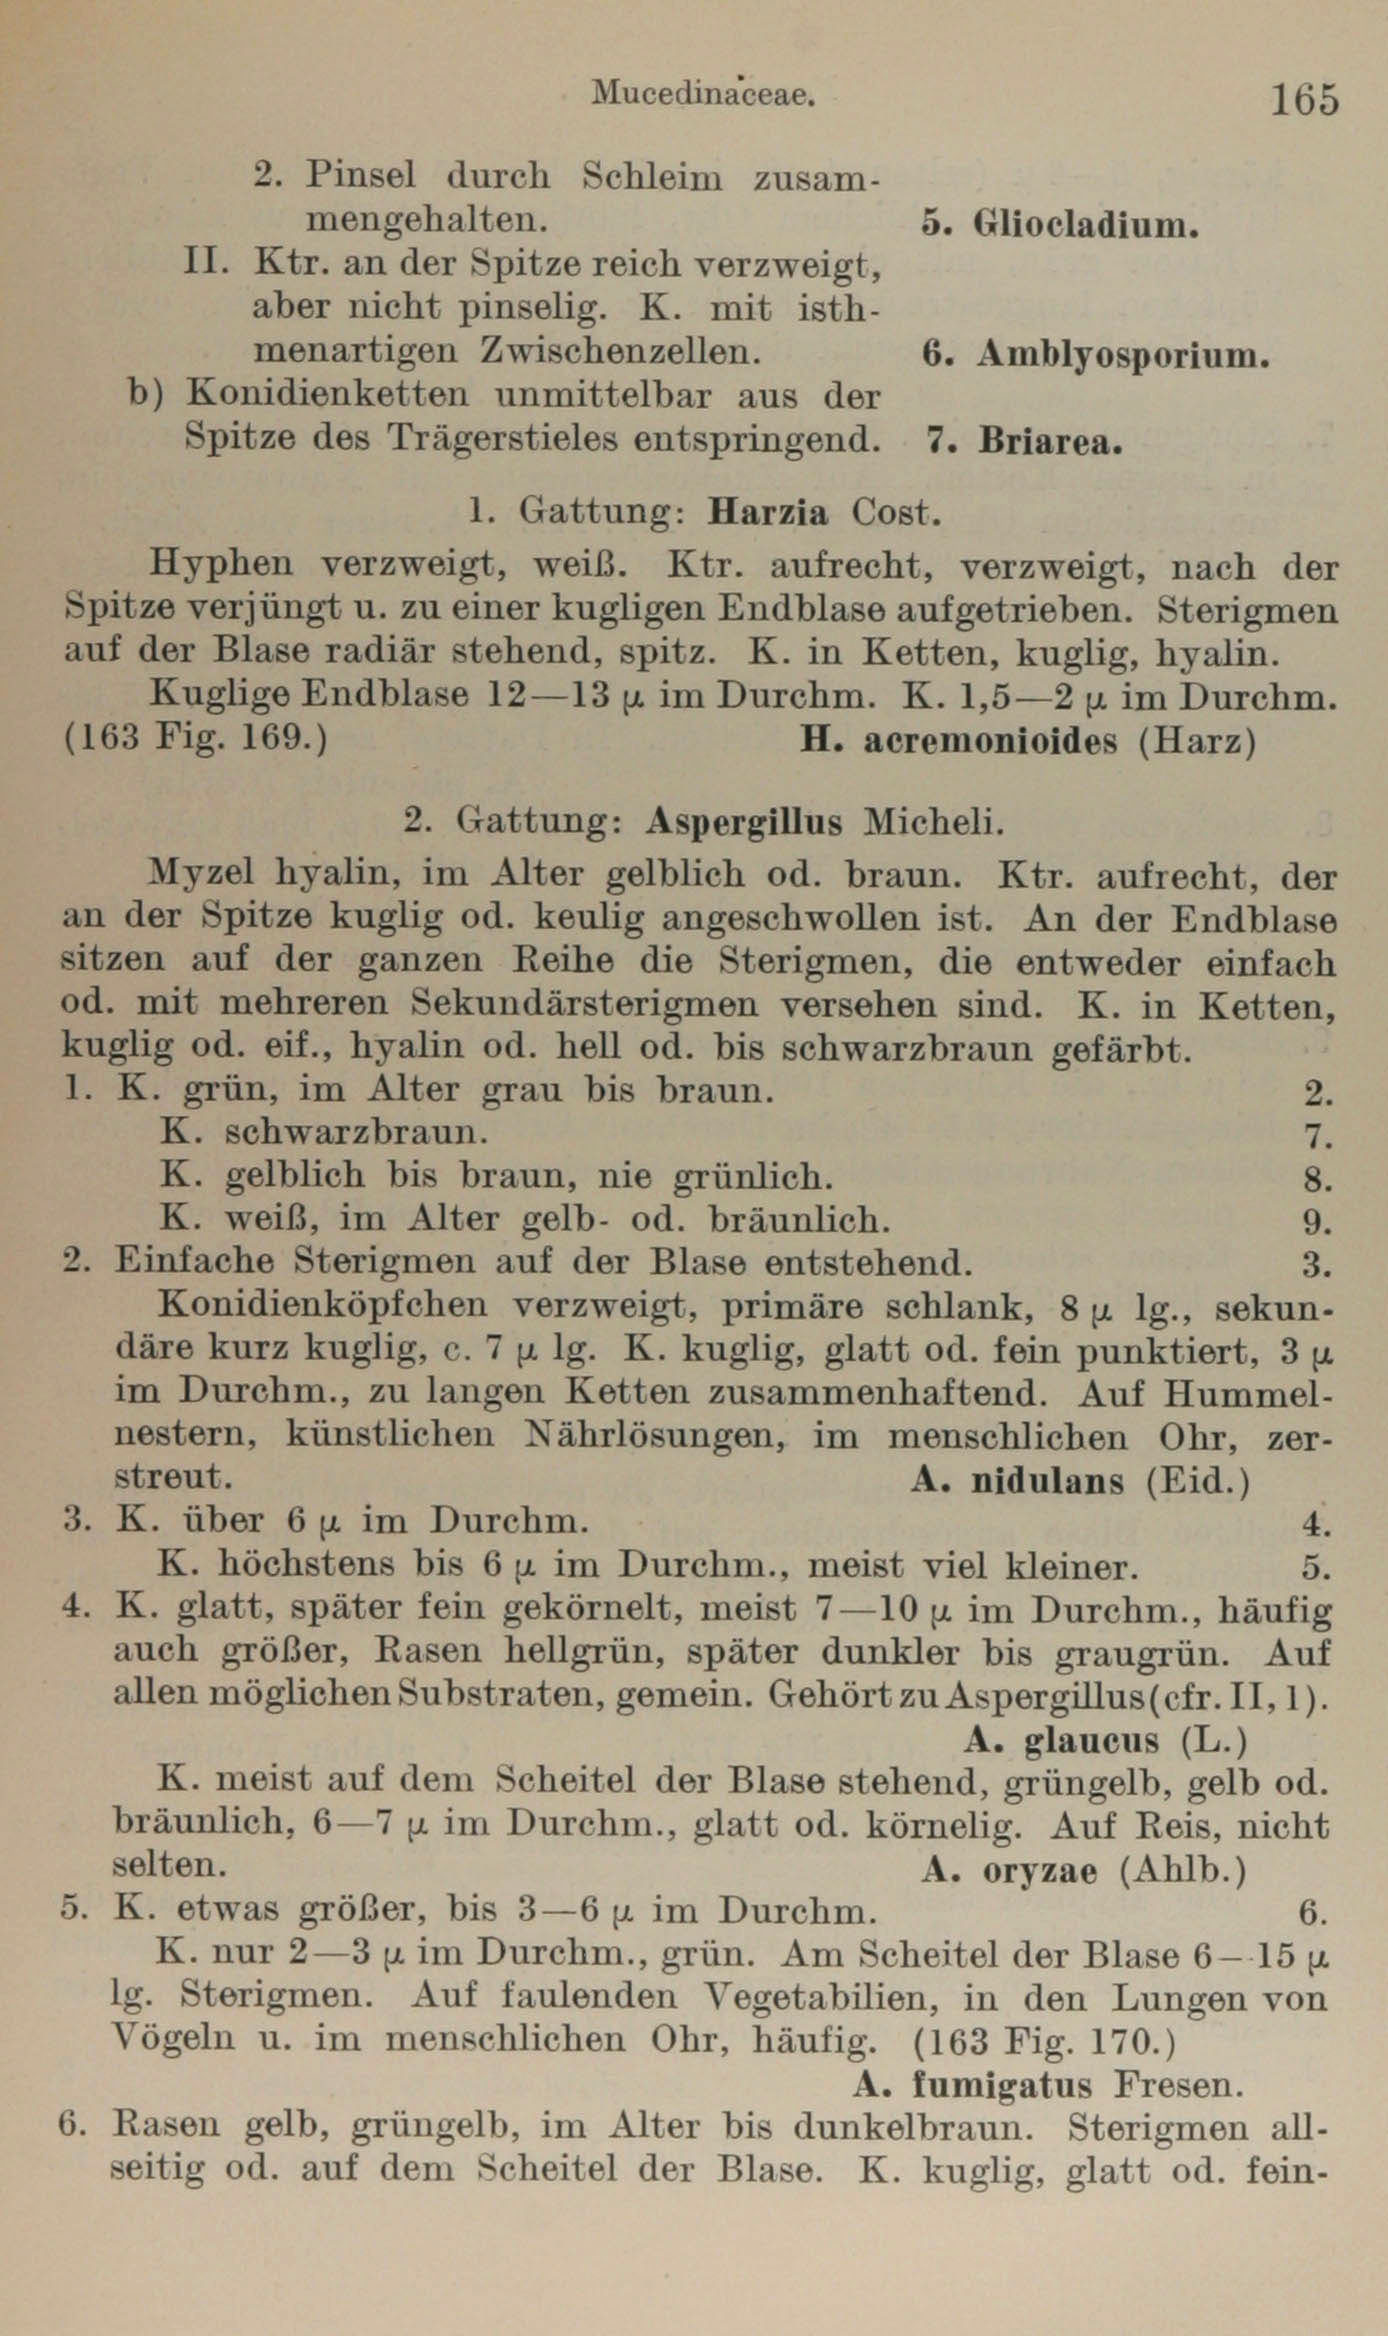 Mucedinaceae. 165
2. Pinsel durch Schleim zusam-
mengehalten. 5. Gliocladium.
II. Ktr. an der Spitze reich verzweigt,
aber nicht pinselig. K. mit isth-
menartigen Zwischenzellen. 6. Amblyosporium.
b) Konidienketten unmittelbar aus der
Spitze des Trägerstieles entspringend. 7. Briarea.
1. Gattung: Harzia Cost.
Hyphen verzweigt, weiß. Ktr. aufrecht, verzweigt, nach der
Spitze verjüngt u. zu einer kugligen Endblase aufgetrieben. Sterigmen
auf der Blase radiär stehend, spitz. K. in Ketten, kuglig, hyalin.
Kuglige Endblase 12—13 µ im Durchm. K. 1,5—2 µ im Durchm.
(163 Fig. 169.) H. acremonioides (Harz)
2. Gattung: Aspergillus Micheli.
Myzel hyalin, im Alter gelblich od. braun. Ktr. aufrecht, der
an der Spitze kuglig od. keulig angeschwollen ist. An der Endblase
sitzen auf der ganzen Reihe die Sterigmen, die entweder einfach
od. mit mehreren Sekundärsterigmen versehen sind. K. in Ketten,
kuglig od. eif., hyalin od. hell od. bis schwarzbraun gefärbt.
1. K. grün, im Alter grau bis braun. 2.
K. schwarzbraun. 7.
K. gelblich bis braun, nie grünlich. 8.
K. weiß, im Alter gelb- od. bräunlich. 9.
2. Einfache Sterigmen auf der Blase entstehend. 3.
Konidienköpfchen verzweigt, primäre schlank, 8 µ lg., sekun-
däre kurz kuglig, c. 7 µ lg. K. kuglig, glatt od. fein punktiert, 3 µ
im Durchm., zu langen Ketten zusammenhaftend. Auf Hummel-
nestern, künstlichen Nährlösungen, im menschlichen Ohr, zer-
streut. A. nidulans (Eid.)
3. K. über 6 µ im Durchm. 4.
K. höchstens bis 6 µ im Durchm., meist viel kleiner. 5.
4. K. glatt, später fein gekörnelt, meist 7—10 µ im Durchm., häufig
auch größer, Rasen hellgrün, später dunkler bis graugrün. Auf
allen möglichen Substraten, gemein. Gehört zu Aspergillus (cfr. II, 1).
A. glaucus (L.)
K. meist auf dem Scheitel der Blase stehend, grüngelb, gelb od.
bräunlich, 6—7 µ im Durchm., glatt od. körnelig. Auf Reis, nicht
selten. A. oryzae (Ahlb.)
5. K. etwas größer, bis 3—6 µ im Durchm. 6.
K. nur 2—3 µ im Durchm., grün. Am Scheitel der Blase 6—15 µ
lg. Sterigmen. Auf faulenden Vegetabilien, in den Lungen von
Vögeln u. im menschlichen Ohr, häufig. (163 Fig. 170.)
A. fumigatus Fresen.
6. Rasen gelb, grüngelb, im Alter bis dunkelbraun. Sterigmen all-
seitig od. auf dem Scheitel der Blase. K. kuglig, glatt od. fein-